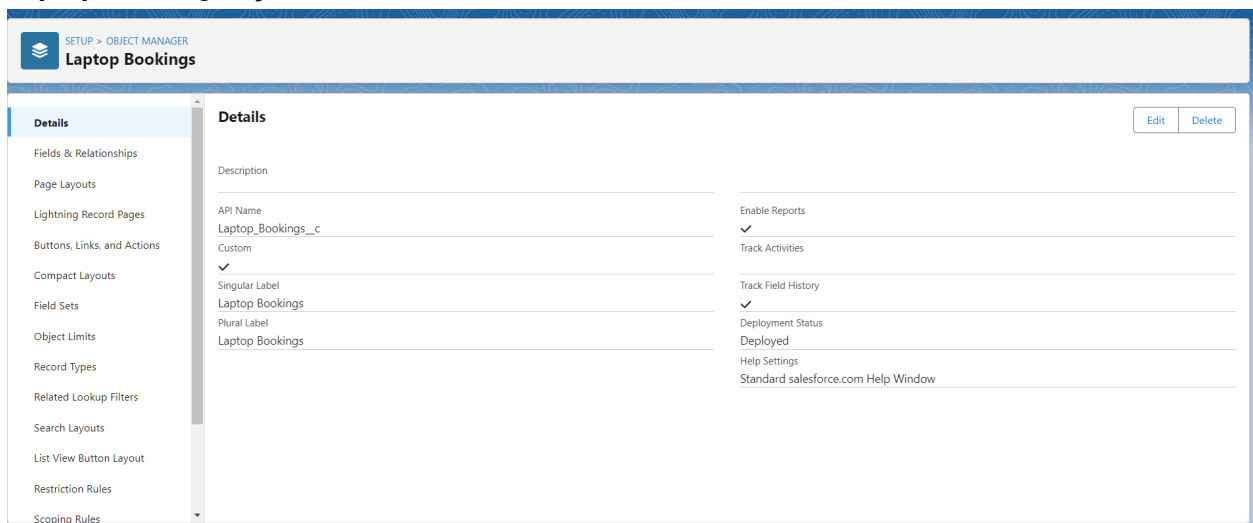 SETUP > OBJECT MANAGER
Laptop Bookings
Details
Fields & Relationships
Page Layouts
Lightning Record Pages
Buttons, Links, and Actions
Compact Layouts
Field Sets
Object Limits
Record Types
Related Lookup Filters
Search Layouts
List View Button Layout
Restriction Rules
Scoping Rules
Details
Edit
Delete
Description
API Name
Laptop_Bookings__c
Custom
Singular Label
Laptop Bookings
Plural Label
Laptop Bookings
Enable Reports
Track Activities
Track Field History
Deployment Status
Deployed
Help Settings
Standard salesforce.com Help Window